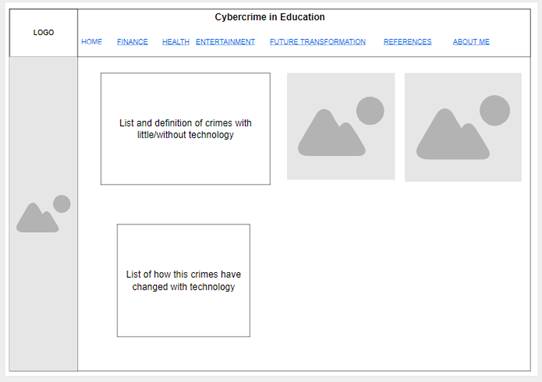 Cybercrime in Education
LOGO
HOME FINANCE HEALTH ENTERTAINMENT FUTURE TRANSFORMATION REFERENCES ABOUT ME
List and definition of crimes with
little/without technology
List of how this crimes have
changed with technology